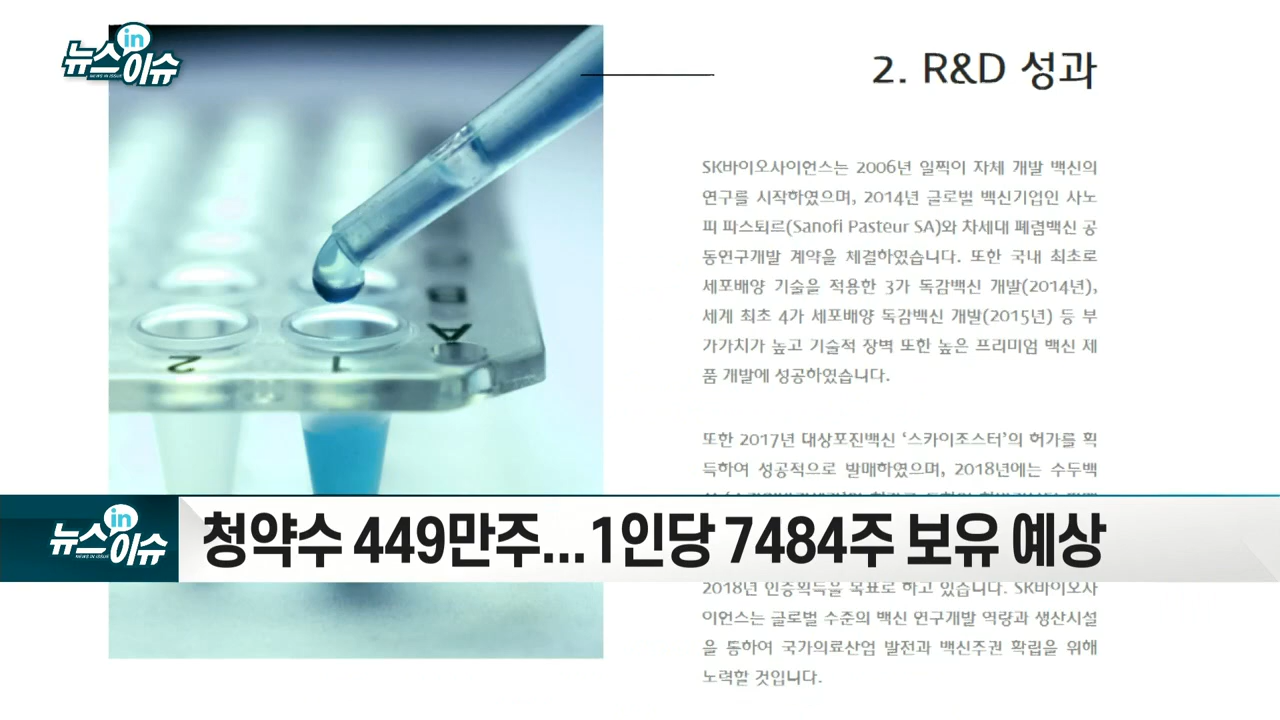 뉴스in이슈
NEWS IN ISSUE
2. R&D 성과
SK바이오사이언스는 2006년 일찍이 자체 개발 백신의
연구를 시작하였으며, 2014년 글로벌 백신기업인 사노
피 파스퇴르(Sanofi Pasteur SA)와 차세대 폐렴백신 공
동연구개발 계약을 체결하였습니다. 또한 국내 최초로
세포배양 기술을 적용한 3가 독감백신 개발(2014년),
세계 최초 4가 세포배양 독감백신 개발(2015년) 등 부
가가치가 높고 기술적 장벽 또한 높은 프리미엄 백신 제
품 개발에 성공하였습니다.
또한 2017년 대상포진백신 ‘스카이조스터’의 허가를 획
득하여 성공적으로 발매하였으며, 2018년에는 수두백
뉴스in이슈
NEWS IN ISSUE
청약수 449만주...1인당 7484주 보유 예상
2018년 인증획득을 목표로 하고 있습니다. SK바이오사
이언스는 글로벌 수준의 백신 연구개발 역량과 생산시설
을 통하여 국가의료산업 발전과 백신주권 확립을 위해
노력할 것입니다.
A
2 1